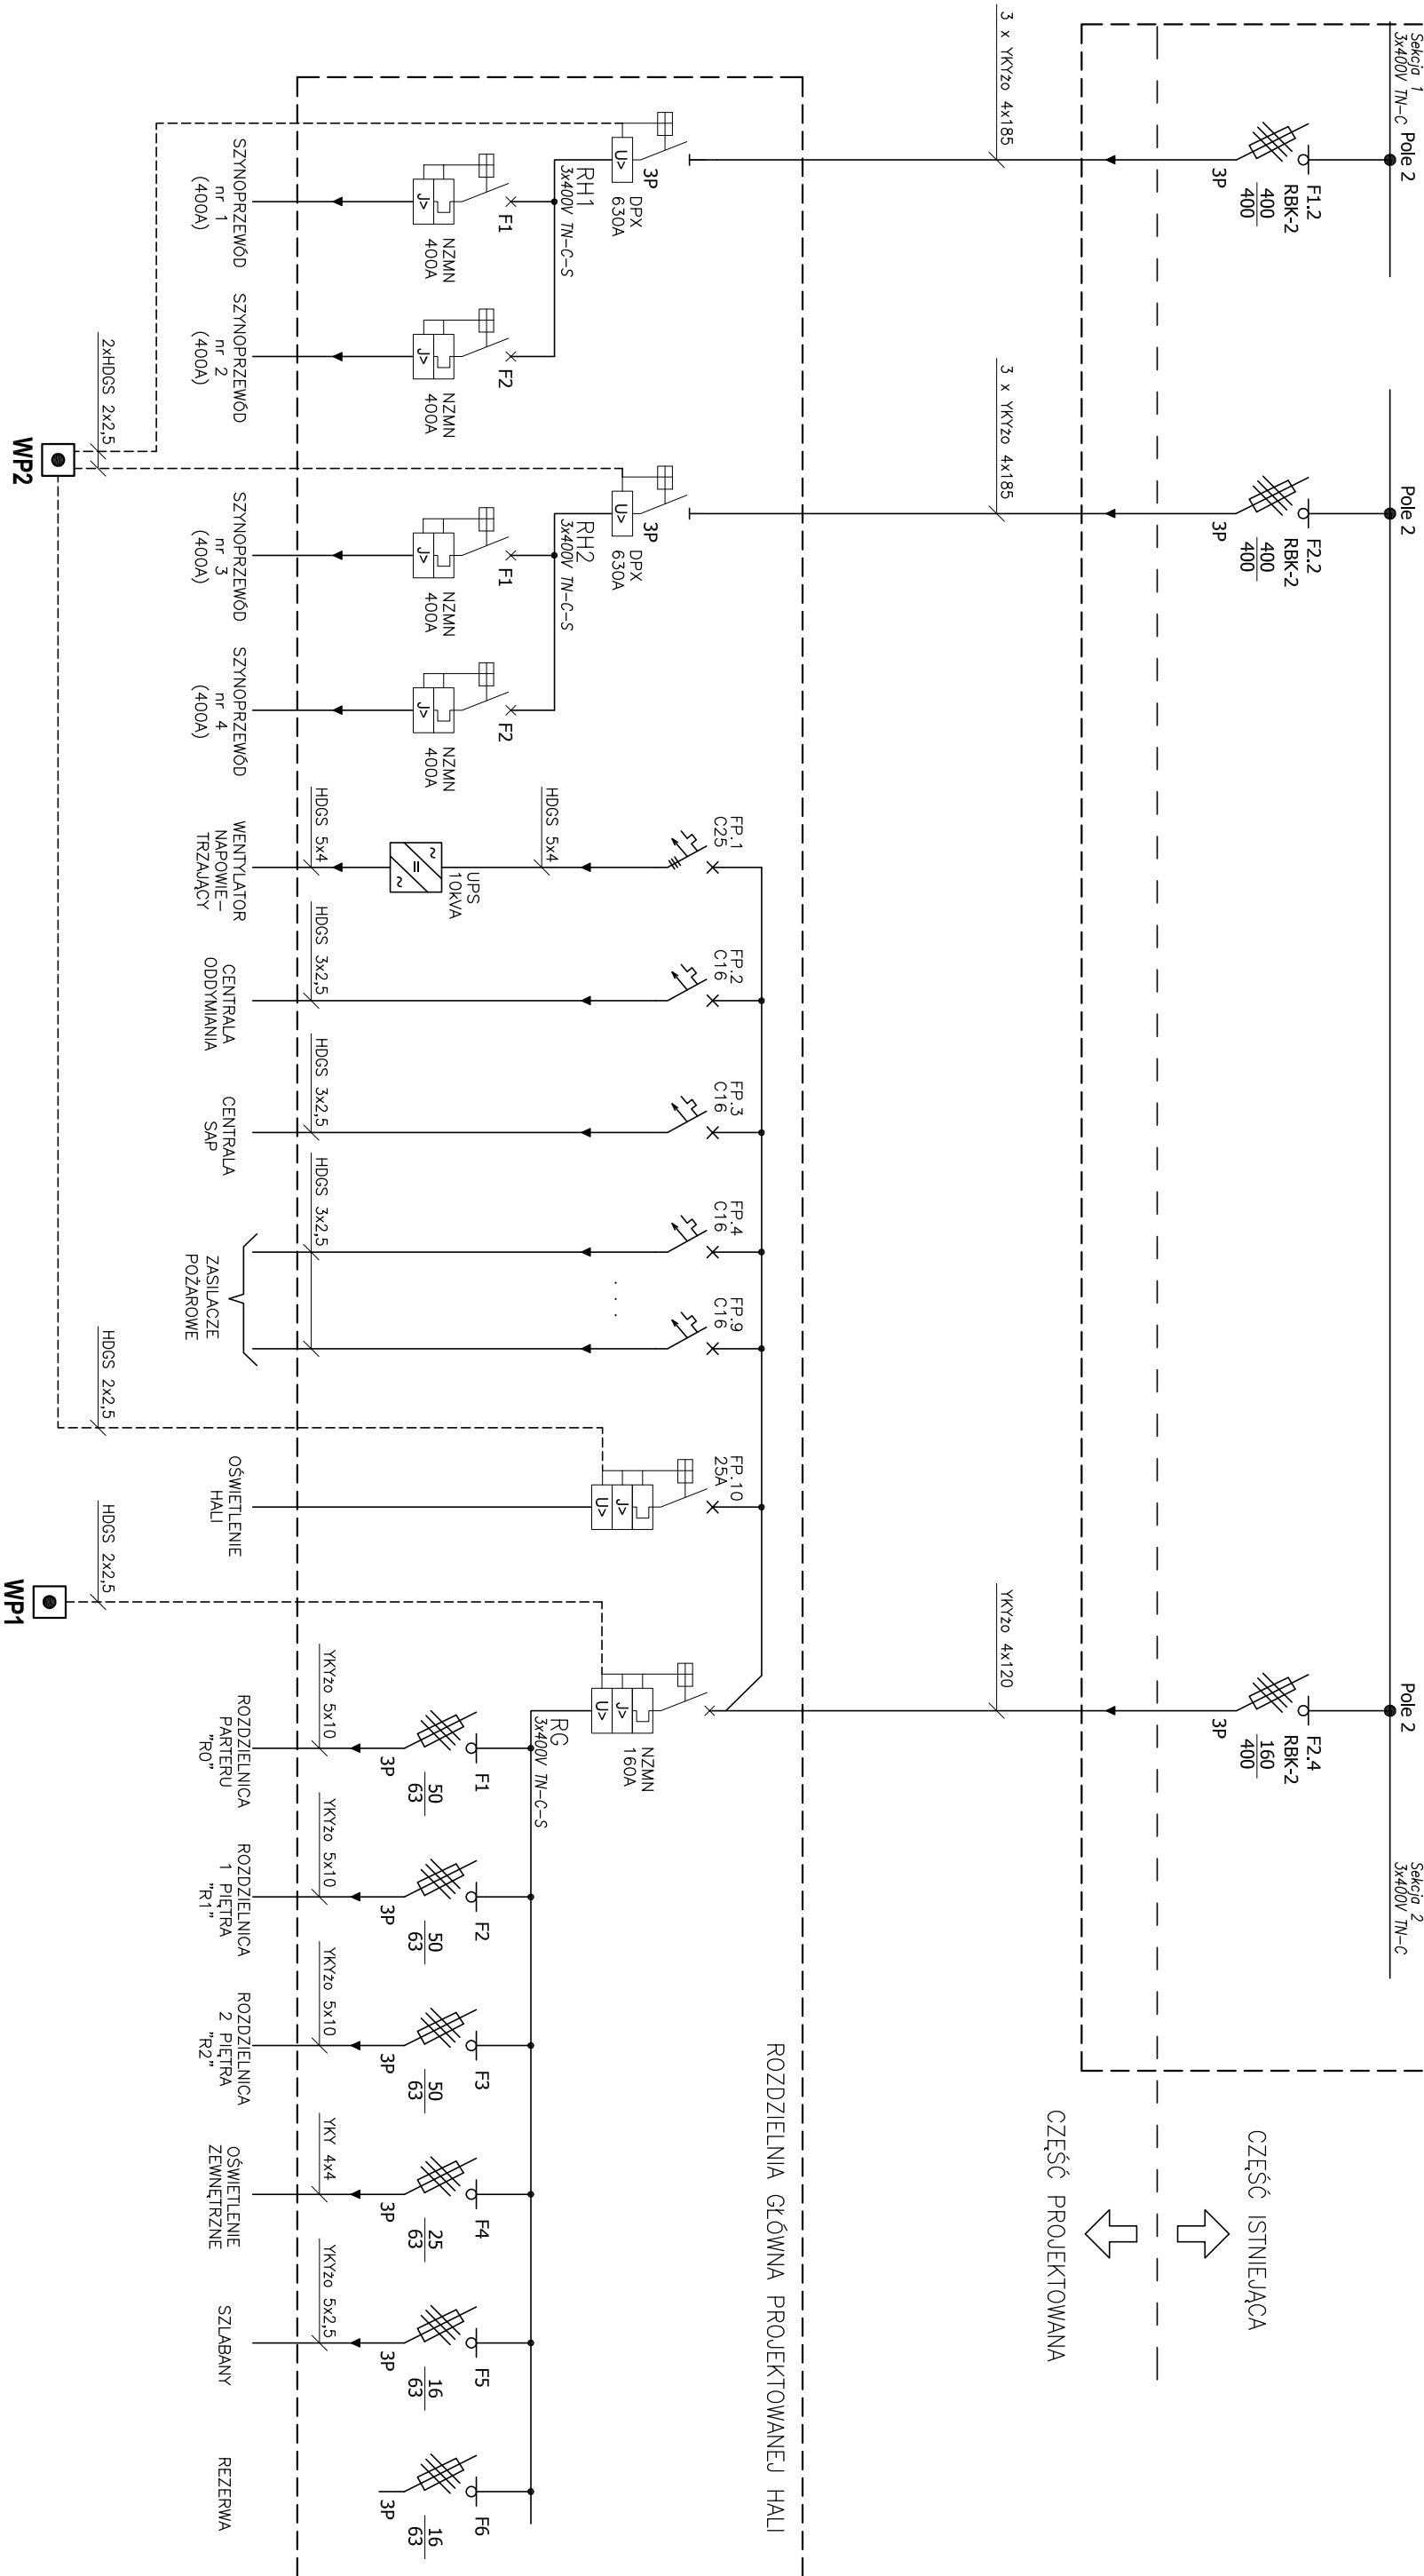 Sekcja 1
3x400V TN-C
Pole 2
F1.2
RBK-2
400
400
3P
3 x YKYżo 4x185
Pole 2
F2.2
RBK-2
400
400
3P
3 x YKYżo 4x185
Pole 2
F2.4
RBK-2
160
400
3P
YKYżo 4x120
Sekcja 2
3x400V TN-C
CZĘŚĆ ISTNIEJĄCA
CZĘŚĆ PROJEKTOWANA
ROZDZIELNIA GŁÓWNA PROJEKTOWANEJ HALI
3P
U>
DPX
630A
RH1
3x400V TN-C-S
F1
J>
NZMN
400A
F2
J>
NZMN
400A
SZYNOPRZEWÓD
nr 1
(400A)
SZYNOPRZEWÓD
nr 2
(400A)
3P
U>
DPX
630A
RH2
3x400V TN-C-S
F1
J>
NZMN
400A
F2
J>
NZMN
400A
SZYNOPRZEWÓD
nr 3
(400A)
SZYNOPRZEWÓD
nr 4
(400A)
2xHDGS 2x2,5
WP2
FP.1
C25
HDGS 5x4
UPS
10kVA
HDGS 5x4
WENTYLATOR
NAPOWIE-
TRZAJĄCY
FP.2
C16
HDGS 3x2,5
CENTRALA
ODDYMIANIA
FP.3
C16
HDGS 3x2,5
CENTRALA
SAP
FP.4
C16
. . .
FP.9
C16
HDGS 3x2,5
ZASILACZE
POŻAROWE
FP.10
25A
J>
U>
HDGS 2x2,5
OŚWIETLENIE
HALI
HDGS 2x2,5
WP1
J>
U>
NZMN
160A
RG
3x400V TN-C-S
F1
50
63
3P
YKYżo 5x10
ROZDZIELNICA
PARTERU
"R0"
F2
50
63
3P
YKYżo 5x10
ROZDZIELNICA
1 PIĘTRA
"R1"
F3
50
63
3P
YKYżo 5x10
ROZDZIELNICA
2 PIĘTRA
"R2"
F4
25
63
3P
YKY 4x4
OŚWIETLENIE
ZEWNĘTRZNE
F5
16
63
3P
YKYżo 5x2,5
SZLABANY
F6
16
63
3P
REZERWA